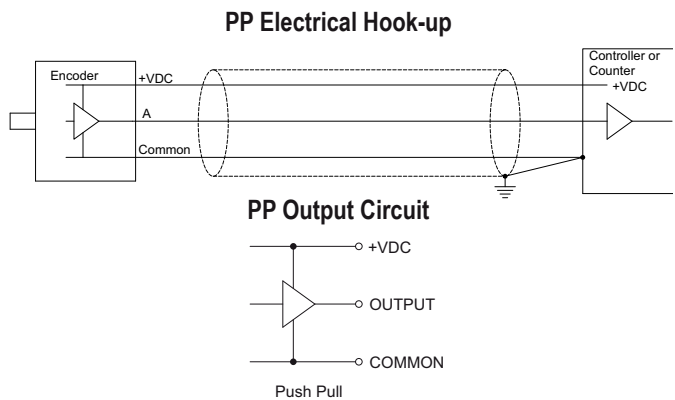 PP Electrical Hook-up
Controller or
Counter
Encoder
+VDC
+VDC
A
Common
PP Output Circuit
+VDC
OUTPUT
COMMON
Push Pull